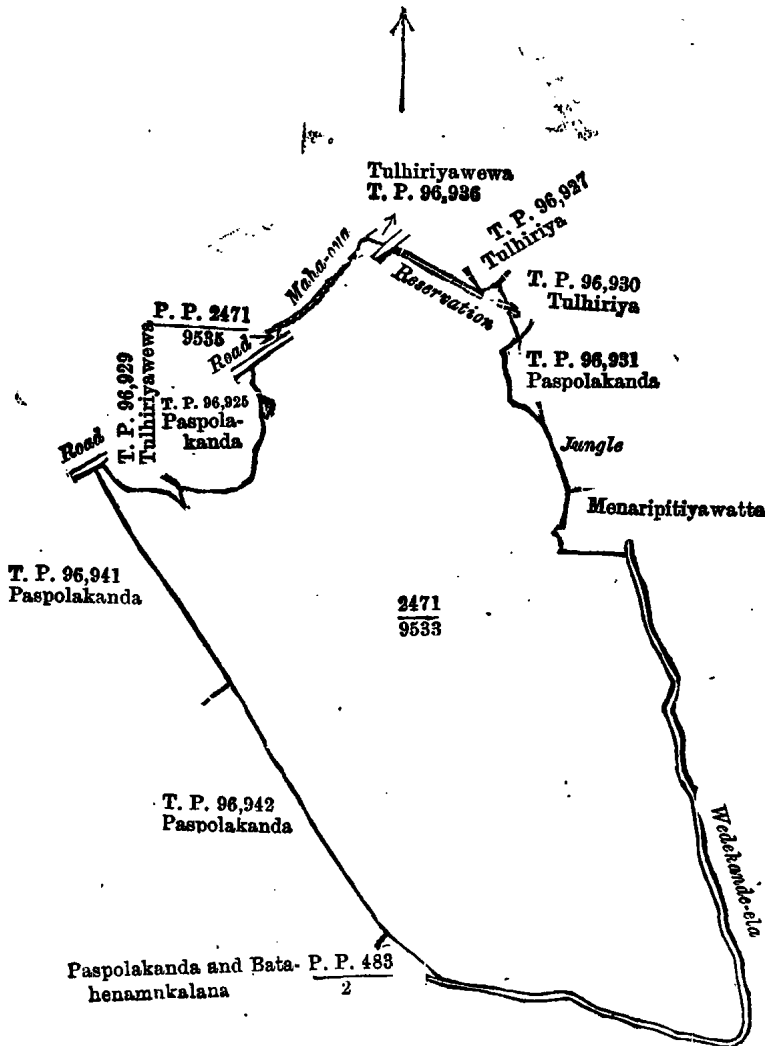 Tulhiriyawewa
T. P. 96,936
T. P. 96,927
Tulhiriya
Maha-oya
Reservation
T. P. 96,930
Tulhiriya
P. P. 2471
9535
Road
T. P. 96,931
Paspolakanda
T. P. 96,929
Tulhiriyawewa
T. P. 96,925
Paspola-
kanda
Road
Jungle
Menaripitiyawatta
T. P. 96,941
Paspolakanda
2471
9533
T. P. 96,942
Paspolakanda
Wedekande-ela
Paspolakanda and Bata- P. P. 483
henamukalana 2